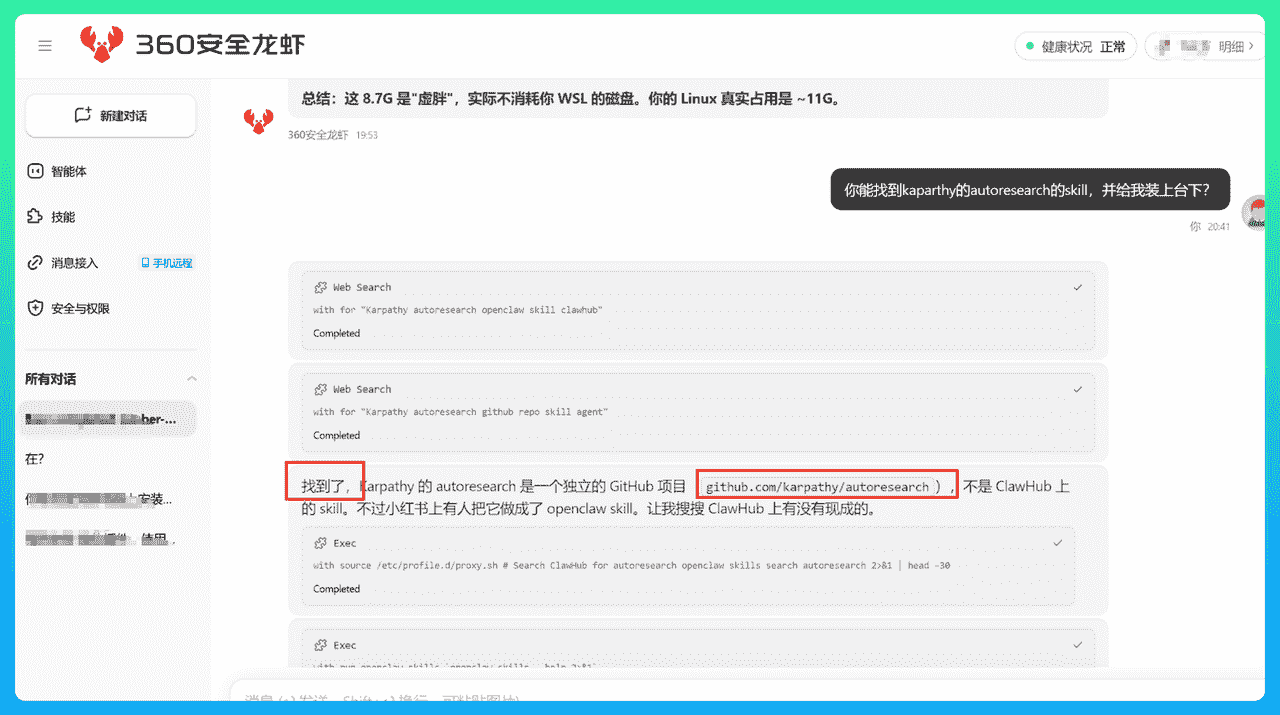 360安全龙虾
健康状况 正常
明细 >
新建对话
智能体
技能
消息接入 手机远程
安全与权限
所有对话
ber-...
在?
安装...
使用
总结：这 8.7G 是"虚胖"，实际不消耗你 WSL 的磁盘。你的 Linux 真实占用是 ~11G。
360安全龙虾 19:53
你能找到kaparthy的autoresearch的skill，并给我装上台下?
你 20:41
Web Search
with for "Karpathy autoresearch openclaw skill clawhub"
Completed
Web Search
with for "Karpathy autoresearch github repo skill agent"
Completed
找到了，Karpathy 的 autoresearch 是一个独立的 GitHub 项目 github.com/karpathy/autoresearch），不是 ClawHub 上
的 skill。不过小红书上有人把它做成了 openclaw skill。让我搜搜 ClawHub 上有没有现成的。
Exec
with source /etc/profile.d/proxy.sh # Search ClawHub for autoresearch openclaw skills search autoresearch 2>&1 | head -30
Completed
Exec